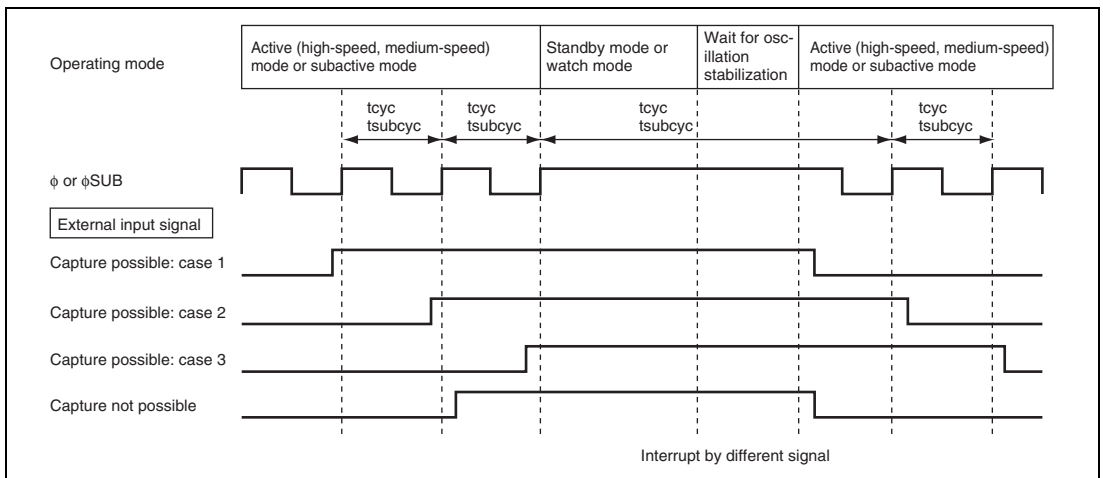 Operating mode
Active (high-speed, medium-speed)
mode or subactive mode
Standby mode or
watch mode
Wait for osc-
illation
stabilization
Active (high-speed, medium-speed)
mode or subactive mode
tcyc
tsubcyc
tcyc
tsubcyc
tcyc
tsubcyc
tcyc
tsubcyc
φ or φSUB
External input signal
Capture possible: case 1
Capture possible: case 2
Capture possible: case 3
Capture not possible
Interrupt by different signal